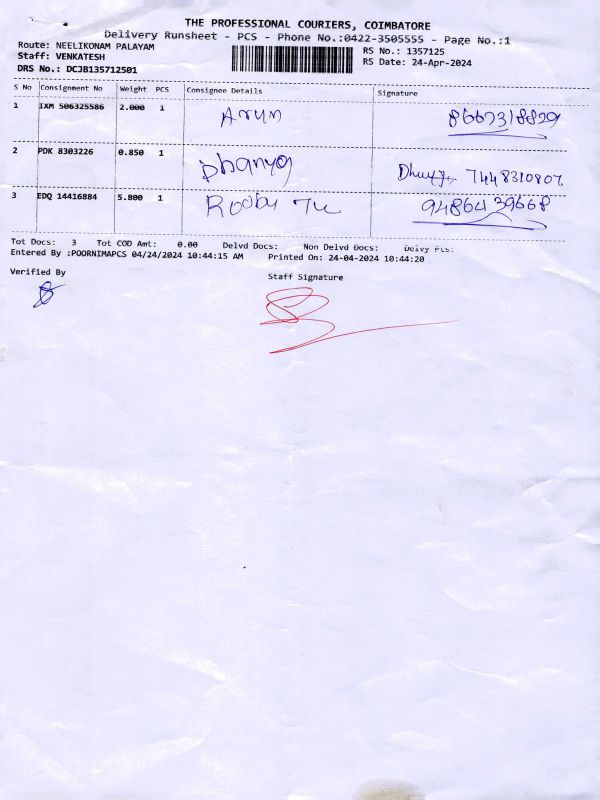 THE PROFESSIONAL COURIERS, COIMBATORE
Delivery Runsheet - PCS - Phone No.:0422-3505555 - Page No.:1
Route: NEELIKONAM PALAYAM RS No.: 1357125
Staff: VENKATESH RS Date: 24-Apr-2024
DRS No.: DCJB135712501
S No Consignment No Weight PCS Consignee Details Signature
1 IXM 506325586 2.000 1 Arun
2 PDK 8303226 0.850 1 Dhanya 7448310807
3 EDQ 14416884 5.800 1 9486439668
Tot Docs: 3 Tot COD Amt: 0.00 Delvd Docs: Non Delvd Docs: Delvy Pts:
Entered By :POORNIMAPCS 04/24/2024 10:44:15 AM Printed On: 24-04-2024 10:44:20
Verified By Staff Signature